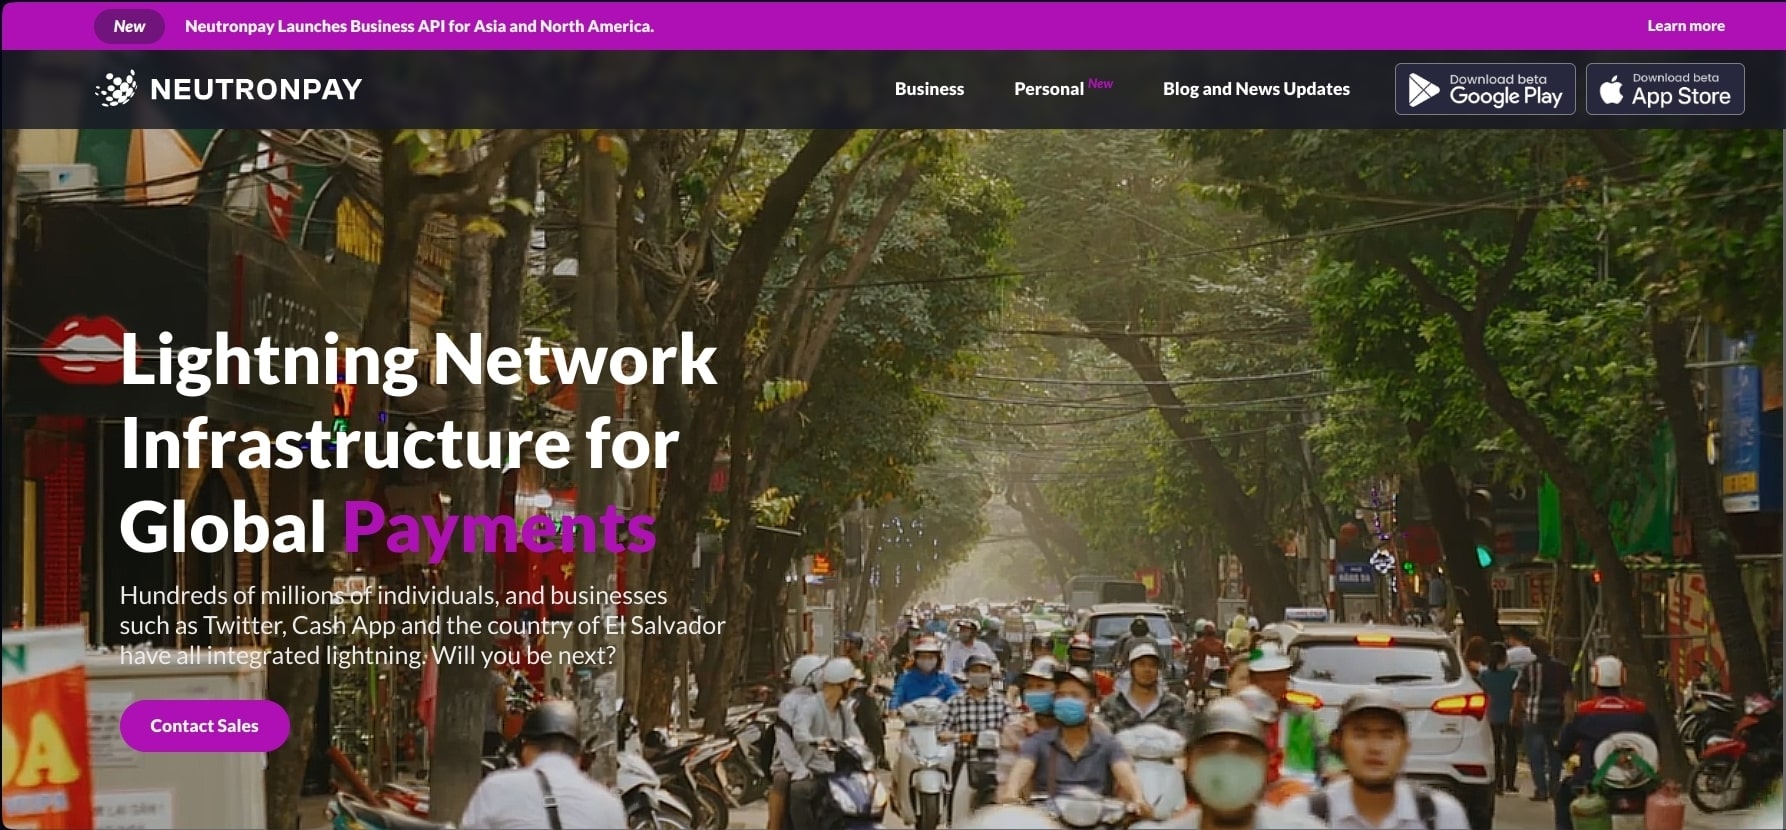 New
Neutronpay Launches Business API for Asia and North America.
Learn more
NEUTRONPAY
Business
Personal New
Blog and News Updates
Download beta
Google Play
Download beta
App Store
Lightning Network
Infrastructure for
Global Payments
Hundreds of millions of individuals, and businesses
such as Twitter, Cash App and the country of El Salvador
have all integrated lightning. Will you be next?
Contact Sales